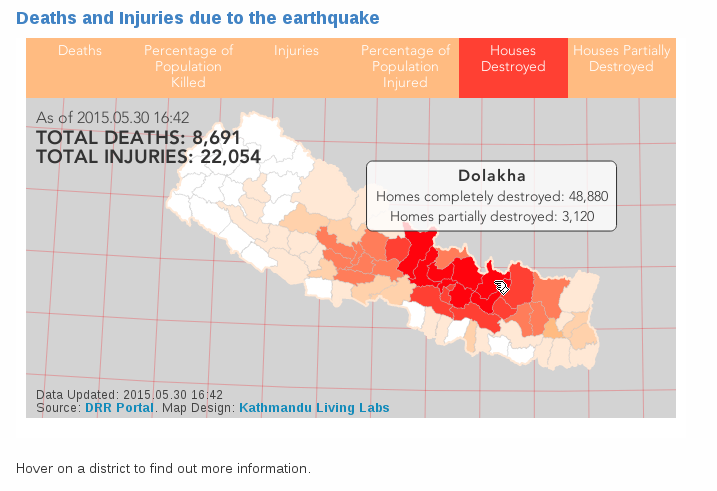 Deaths and Injuries due to the earthquake
Deaths
Percentage of
Population
Killed
Injuries
Percentage of
Population
Injured
Houses
Destroyed
Houses Partially
Destroyed
As of 2015.05.30 16:42
TOTAL DEATHS: 8,691
TOTAL INJURIES: 22,054
Dolakha
Homes completely destroyed: 48,880
Homes partially destroyed: 3,120
Data Updated: 2015.05.30 16:42
Source: DRR Portal. Map Design: Kathmandu Living Labs
Hover on a district to find out more information.